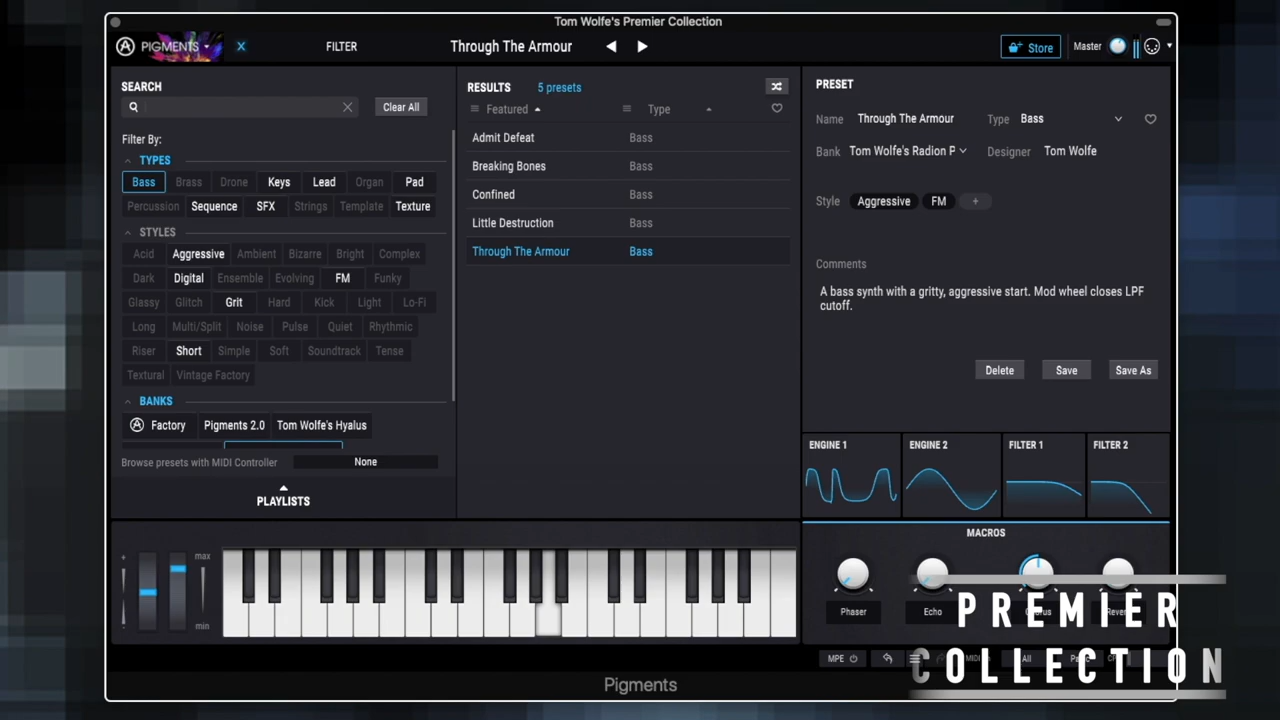 Tom Wolfe's Premier Collection
PIGMENTS
FILTER
Through The Armour
Store
Master
SEARCH
Clear All
Filter By:
TYPES
Bass Brass Drone Keys Lead Organ Pad
Percussion Sequence SFX Strings Template Texture
STYLES
Acid Aggressive Ambient Bizarre Bright Complex
Dark Digital Ensemble Evolving FM Funky
Glassy Glitch Grit Hard Kick Light Lo-Fi
Long Multi/Split Noise Pulse Quiet Rhythmic
Riser Short Simple Soft Soundtrack Tense
Textural Vintage Factory
BANKS
Factory Pigments 2.0 Tom Wolfe's Hyalus
Browse presets with MIDI Controller None
PLAYLISTS
RESULTS 5 presets
Featured Type
Admit Defeat Bass
Breaking Bones Bass
Confined Bass
Little Destruction Bass
Through The Armour Bass
PRESET
Name Through The Armour Type Bass
Bank Tom Wolfe's Radion P Designer Tom Wolfe
Style Aggressive FM +
Comments
A bass synth with a gritty, aggressive start. Mod wheel closes LPF
cutoff.
Delete Save Save As
ENGINE 1 ENGINE 2 FILTER 1 FILTER 2
MACROS
Phaser Echo
+ max
- min
MPE MIDI All
PREMIER
COLLECTION
Pigments